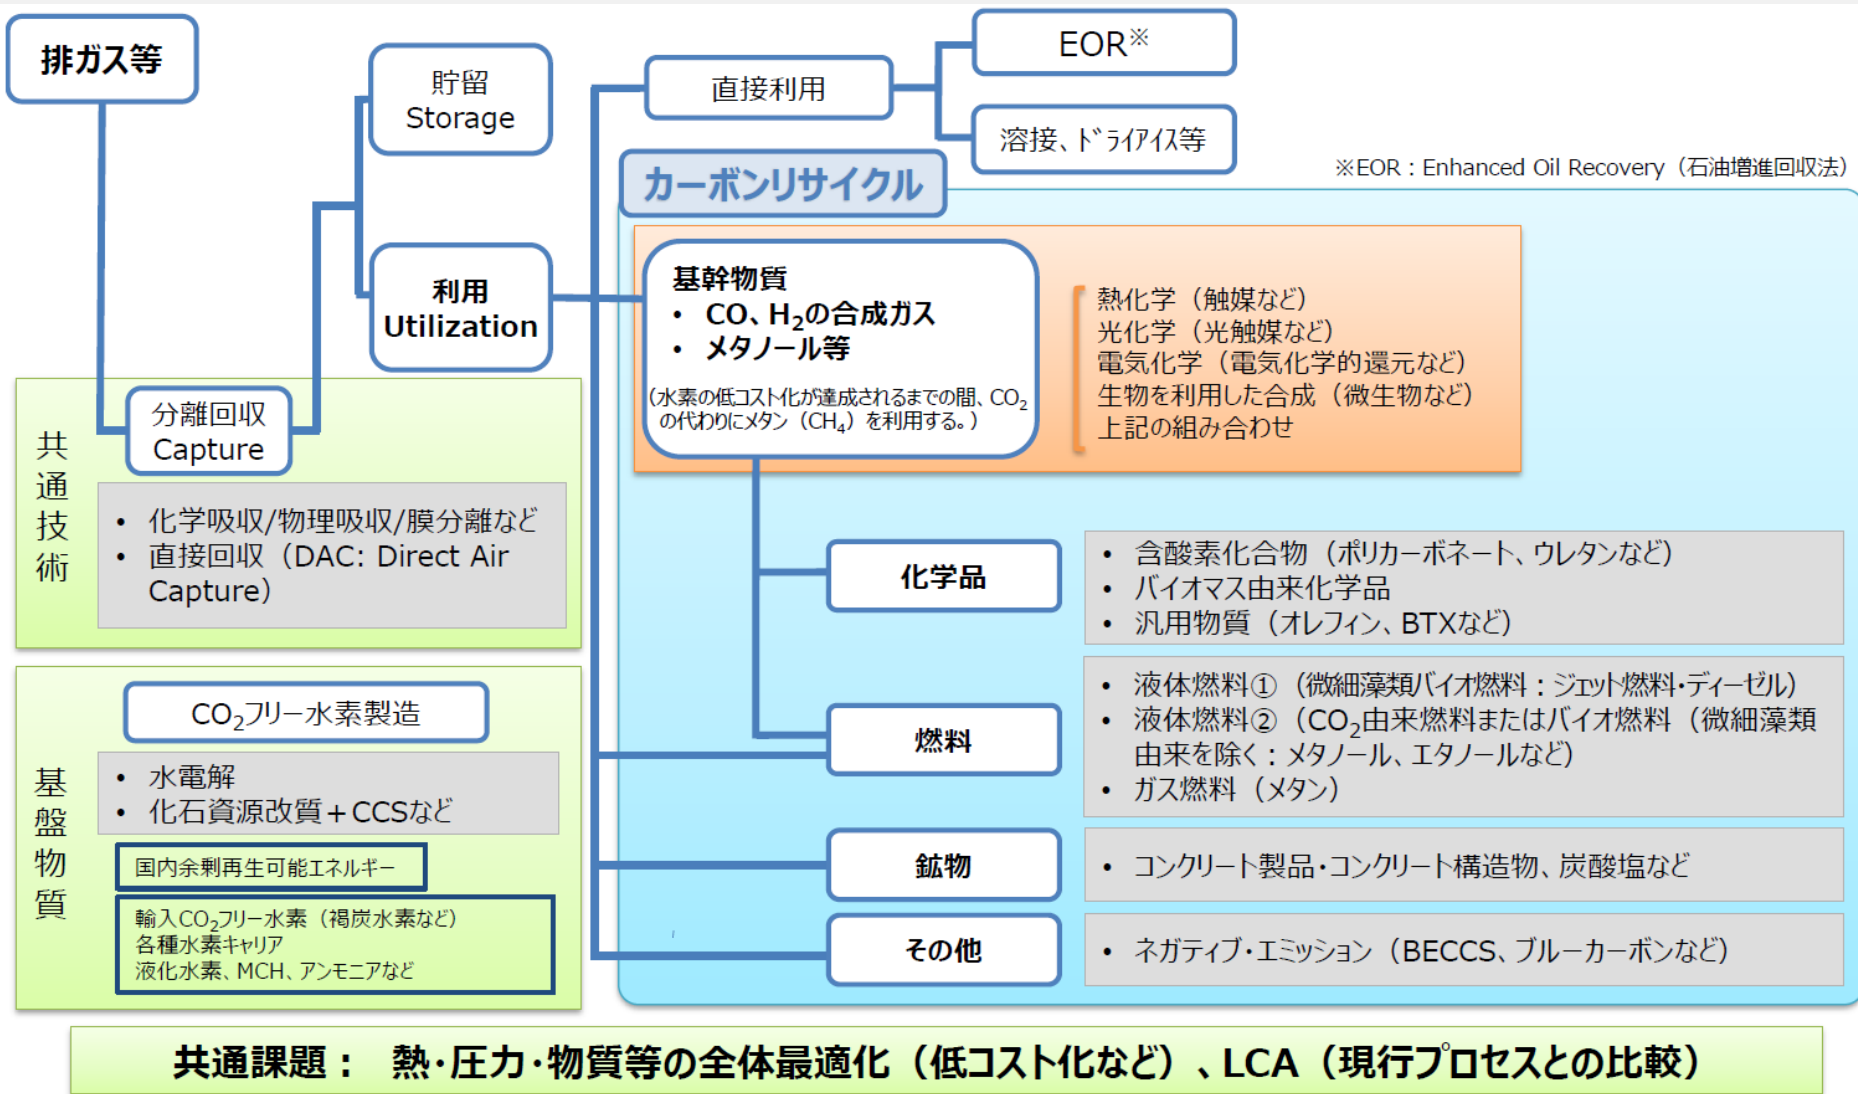 排ガス等
貯留
Storage
利用
Utilization
直接利用
EOR※
溶接、ﾄﾞﾗｲｱｲｽ等
※EOR：Enhanced Oil Recovery（石油増進回収法）
カーボンリサイクル
基幹物質
• CO、H₂の合成ガス
• メタノール等
（水素の低コスト化が達成されるまでの間、CO₂
の代わりにメタン（CH₄）を利用する。）
熱化学（触媒など）
光化学（光触媒など）
電気化学（電気化学的還元など）
生物を利用した合成（微生物など）
上記の組み合わせ
共通技術
分離回収
Capture
• 化学吸収/物理吸収/膜分離など
• 直接回収（DAC: Direct Air
Capture）
基盤物質
CO₂フリー水素製造
• 水電解
• 化石資源改質＋CCSなど
国内余剰再生可能エネルギー
輸入CO₂フリー水素（褐炭水素など）
各種水素キャリア
液化水素、MCH、アンモニアなど
化学品
• 含酸素化合物（ポリカーボネート、ウレタンなど）
• バイオマス由来化学品
• 汎用物質（オレフィン、BTXなど）
燃料
• 液体燃料①（微細藻類バイオ燃料：ジェット燃料・ディーゼル）
• 液体燃料②（CO₂由来燃料またはバイオ燃料（微細藻類
由来を除く：メタノール、エタノールなど）
• ガス燃料（メタン）
鉱物
• コンクリート製品・コンクリート構造物、炭酸塩など
その他
• ネガティブ・エミッション（BECCS、ブルーカーボンなど）
共通課題： 熱・圧力・物質等の全体最適化（低コスト化など）、LCA（現行プロセスとの比較）